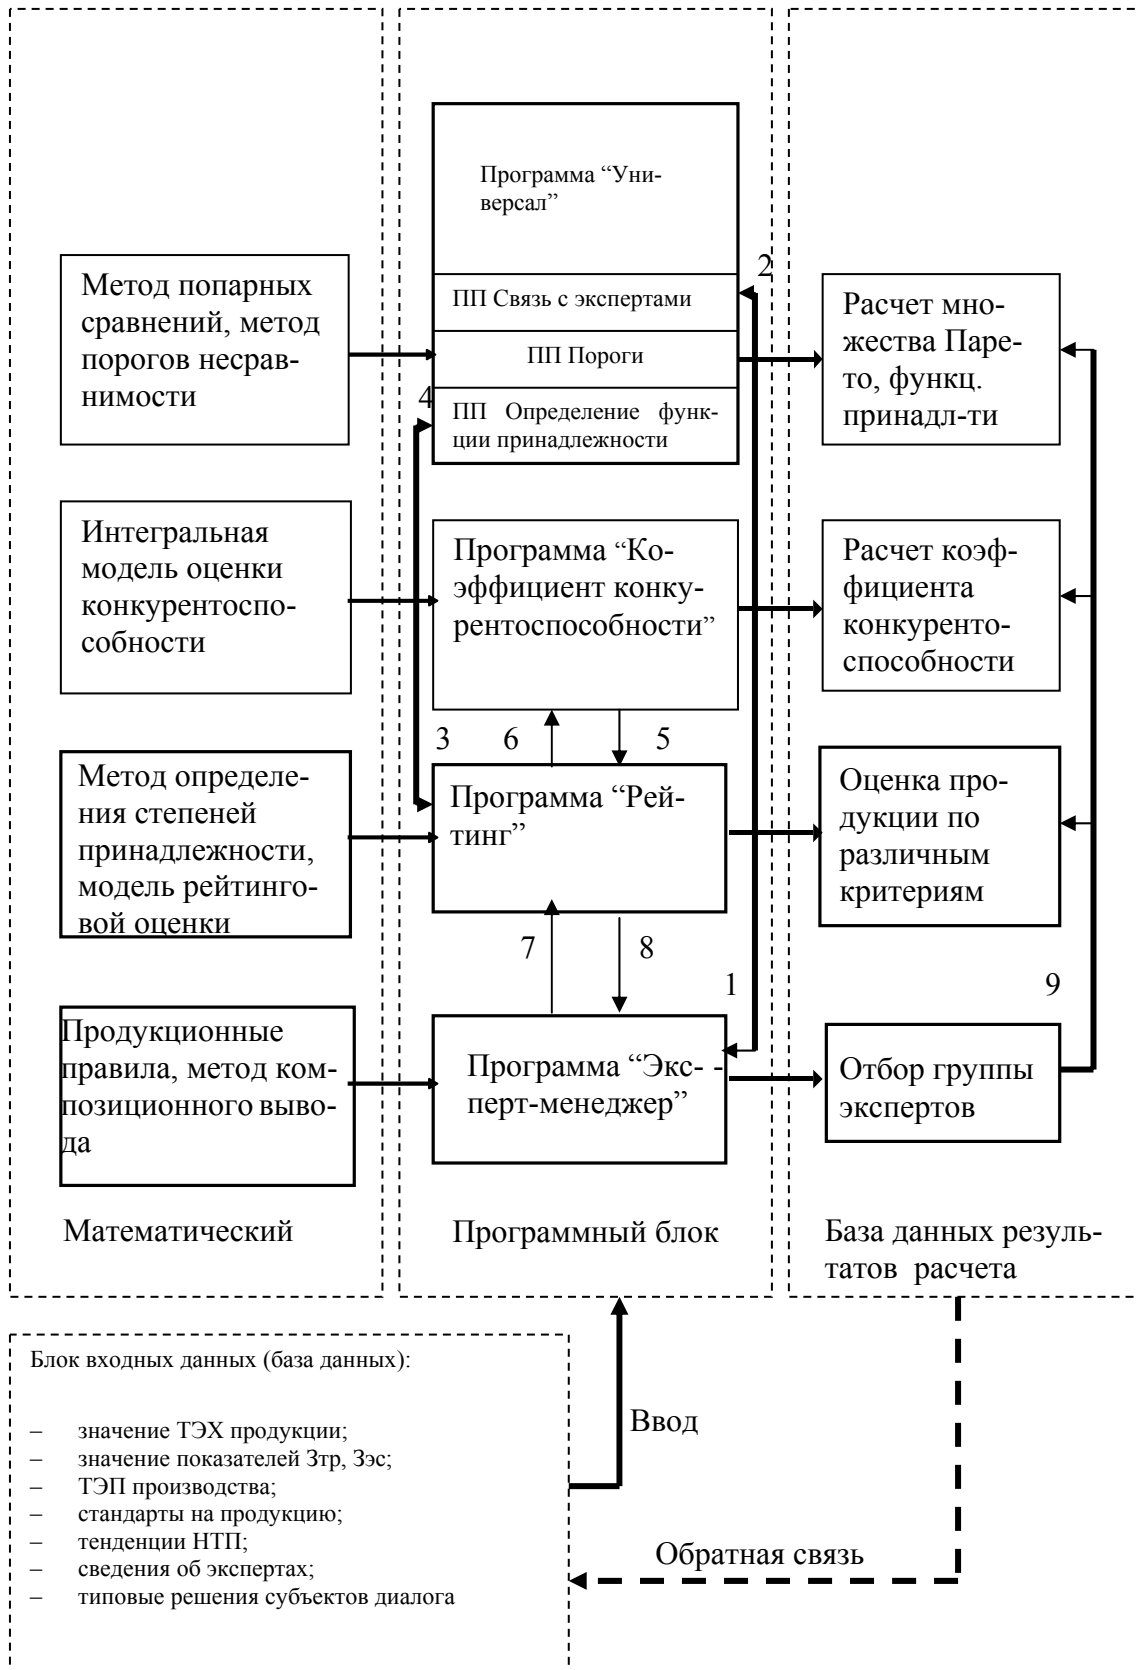 Программа “Уни-
версал”
2
ПП Связь с экспертами
ПП Пороги
4
ПП Определение функ-
ции принадлежности
Метод попарных
сравнений, метод
порогов несрав-
нимости
Расчет мно-
жества Паре-
то, функц.
принадл-ти
Интегральная
модель оценки
конкурентоспо-
собности
Программа “Ко-
эффициент конку-
рентоспособности”
Расчет коэф-
фициента
конкуренто-
способности
3
6
5
Метод определе-
ния степеней
принадлежности,
модель рейтинго-
вой оценки
Программа “Рей-
тинг”
Оценка про-
дукции по
различным
критериям
7
8
1
9
Продукционные
правила, метод ком-
позиционного выво-
да
Программа “Экс- -
перт-менеджер”
Отбор группы
экспертов
Математический
Программный блок
База данных резуль-
татов расчета
Блок входных данных (база данных):
– значение ТЭХ продукции;
– значение показателей Зтр, Зэс;
– ТЭП производства;
– стандарты на продукцию;
– тенденции НТП;
– сведения об экспертах;
– типовые решения субъектов диалога
Ввод
Обратная связь